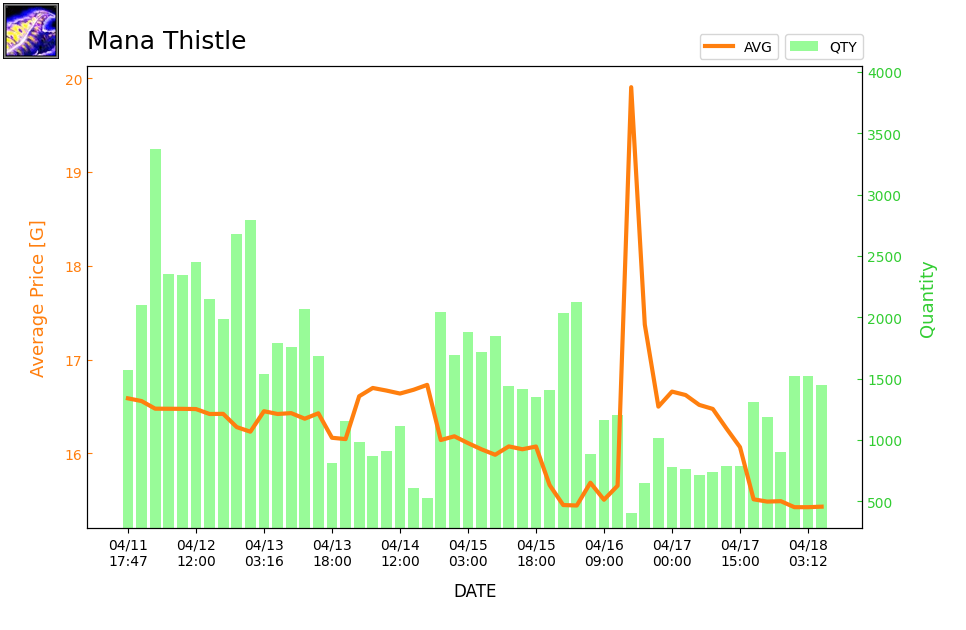 Mana Thistle
AVG
QTY
20
19
18
17
16
Average Price [G]
4000
3500
3000
2500
2000
1500
1000
500
Quantity
04/11 04/12 04/13 04/13 04/14 04/15 04/15 04/16 04/17 04/17 04/18
17:47 12:00 03:16 18:00 12:00 03:00 18:00 09:00 00:00 15:00 03:12
DATE